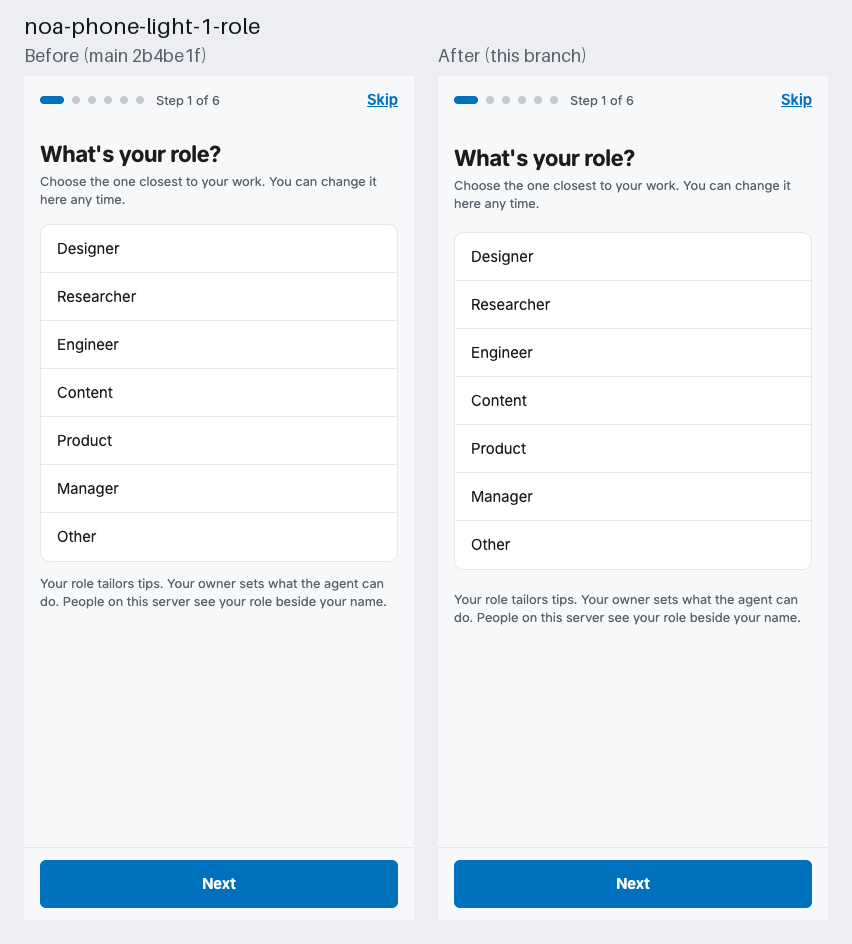 noa-phone-light-1-role
Before (main 2b4be1f)
Step 1 of 6
Skip
What's your role?
Choose the one closest to your work. You can change it
here any time.
Designer
Researcher
Engineer
Content
Product
Manager
Other
Your role tailors tips. Your owner sets what the agent can
do. People on this server see your role beside your name.
Next
After (this branch)
Step 1 of 6
Skip
What's your role?
Choose the one closest to your work. You can change it
here any time.
Designer
Researcher
Engineer
Content
Product
Manager
Other
Your role tailors tips. Your owner sets what the agent can
do. People on this server see your role beside your name.
Next